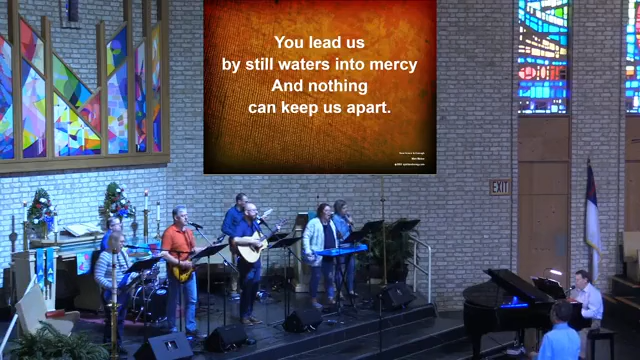 You lead us
by still waters into mercy
And nothing
can keep us apart.
EXIT